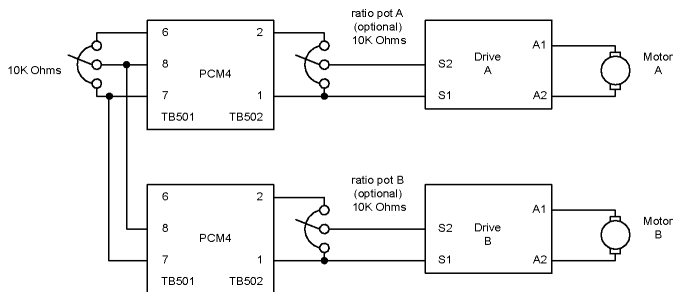 ratio pot A
(optional)
10K Ohms
10K Ohms
6
8
7
PCM4
TB501
TB502
2
1
S2
S1
Drive
A
A1
A2
Motor
A
ratio pot B
(optional)
10K Ohms
6
8
7
PCM4
TB501
TB502
2
1
S2
S1
Drive
B
A1
A2
Motor
B